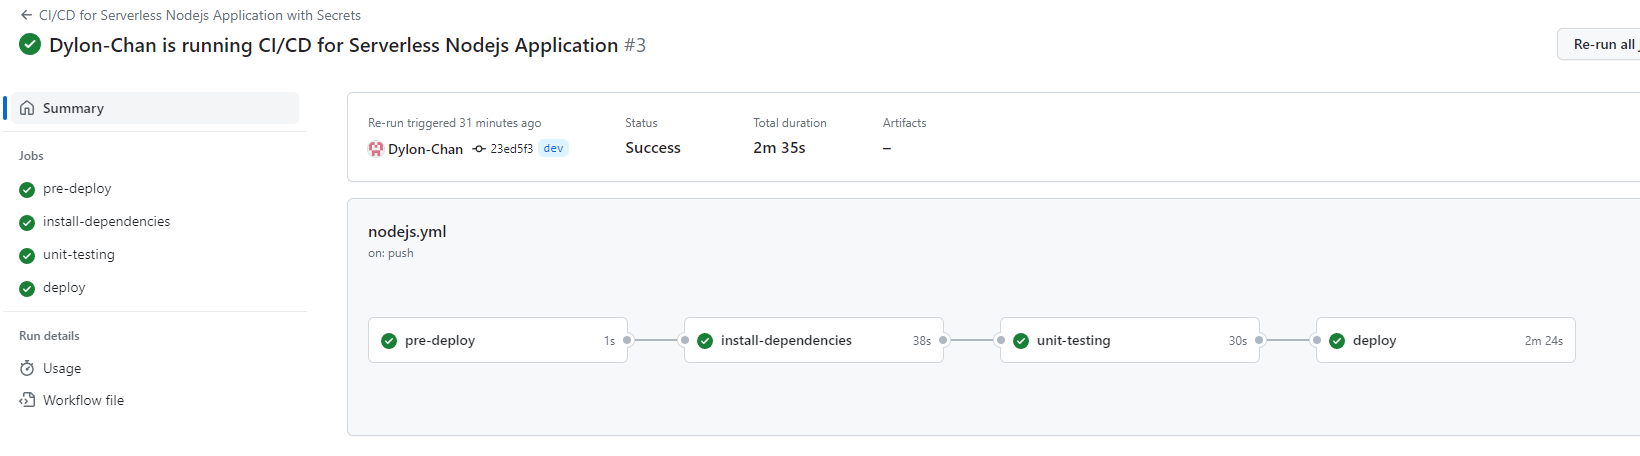 CI/CD for Serverless Nodejs Application with Secrets
Dylon-Chan is running CI/CD for Serverless Nodejs Application #3
Re-run all
Summary
Jobs
pre-deploy
install-dependencies
unit-testing
deploy
Run details
Usage
Workflow file
Re-run triggered 31 minutes ago
Dylon-Chan 23ed5f3 dev
Status
Success
Total duration
2m 35s
Artifacts
–
nodejs.yml
on: push
pre-deploy 1s
install-dependencies 38s
unit-testing 30s
deploy 2m 24s